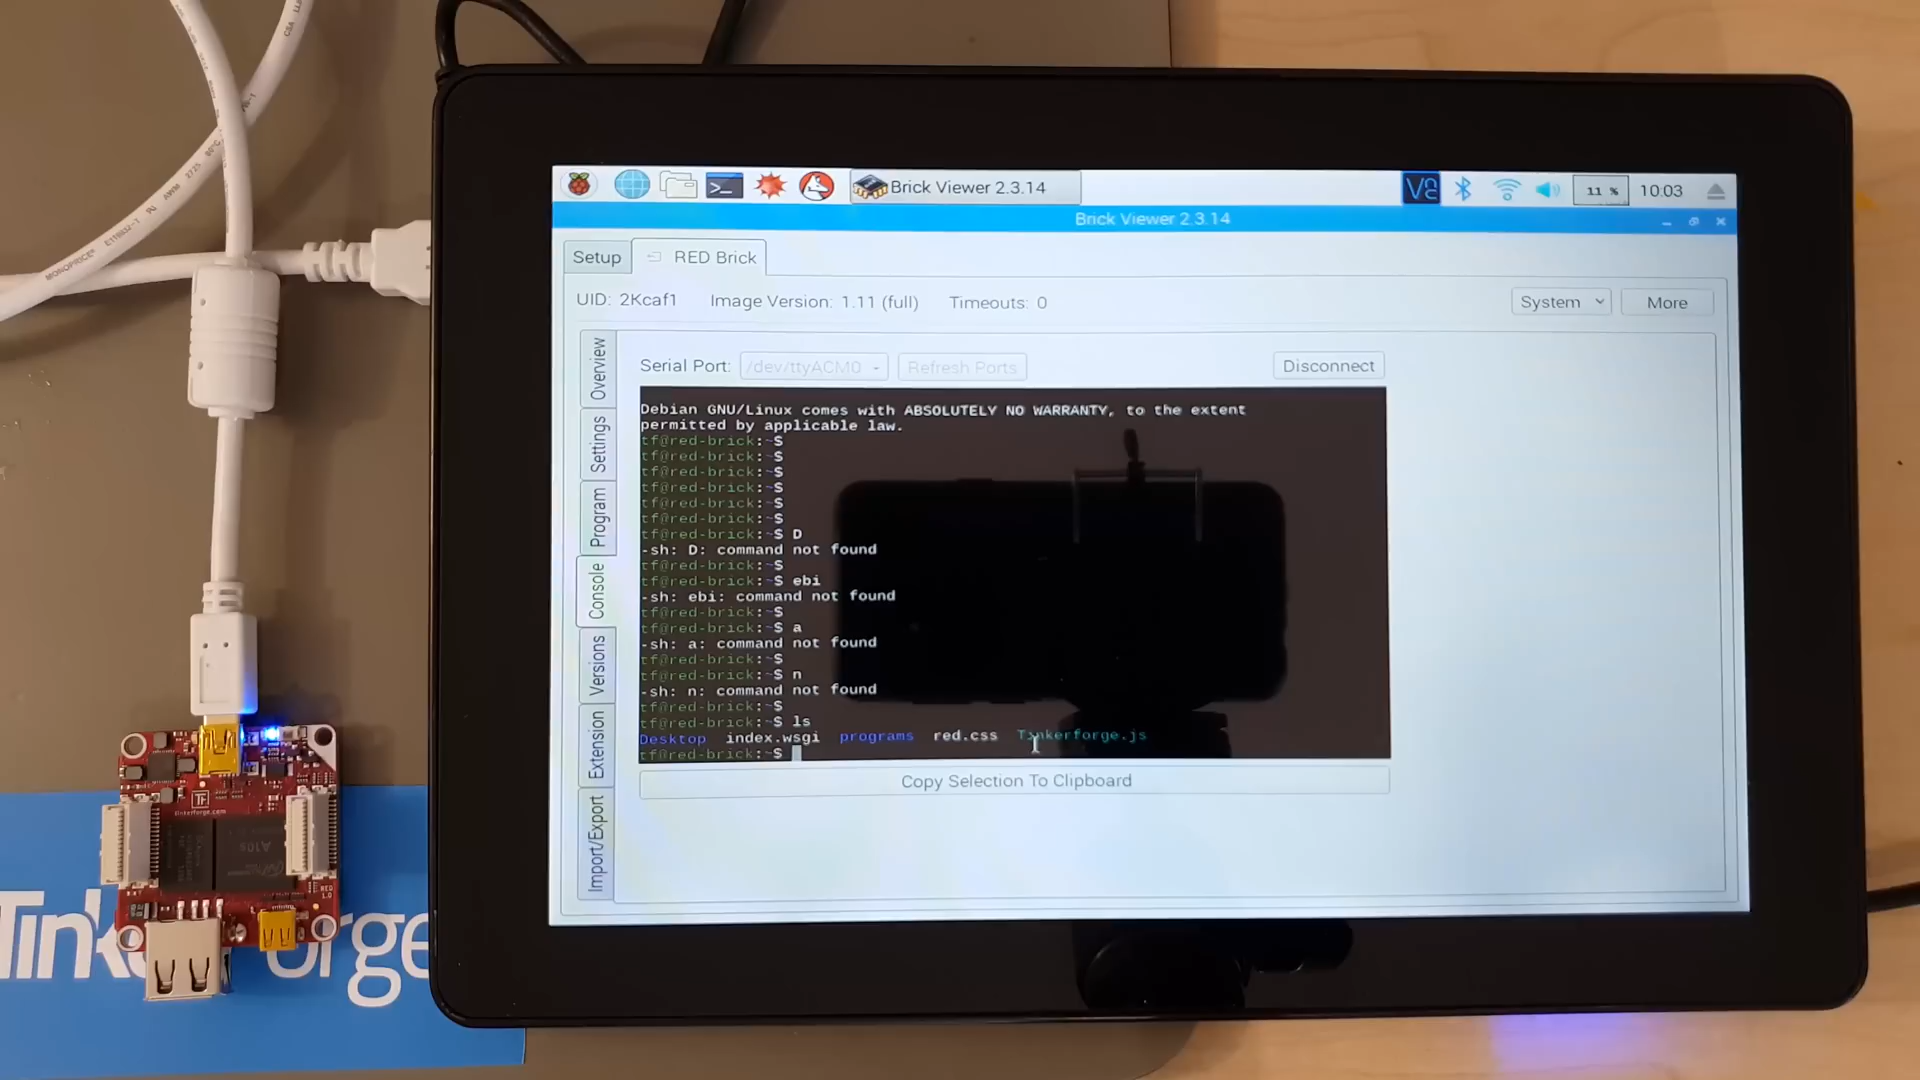 Brick Viewer 2.3.14
11 %
10.03
Brick Viewer 2.3.14
Setup
RED Brick
UID: 2Kcaf1
Image Version: 1.11 (full)
Timeouts: 0
System
More
Overview
Settings
Program
Console
Versions
Extension
Import/Export
Serial Port:
/dev/ttyACM0
Refresh Ports
Disconnect
Debian GNU/Linux comes with ABSOLUTELY NO WARRANTY, to the extent
permitted by applicable law.
tf@red-brick:~$
tf@red-brick:~$
tf@red-brick:~$
tf@red-brick:~$
tf@red-brick:~$
tf@red-brick:~$
tf@red-brick:~$ D
-sh: D: command not found
tf@red-brick:~$
tf@red-brick:~$ ebi
-sh: ebi: command not found
tf@red-brick:~$
tf@red-brick:~$ a
-sh: a: command not found
tf@red-brick:~$
tf@red-brick:~$ n
-sh: n: command not found
tf@red-brick:~$
tf@red-brick:~$ ls
Desktop index.wsgi programs red.css Tinkerforge.js
tf@red-brick:~$
Copy Selection To Clipboard
MONOPRICE
tinkerforge.com
A10s
RED
1.0